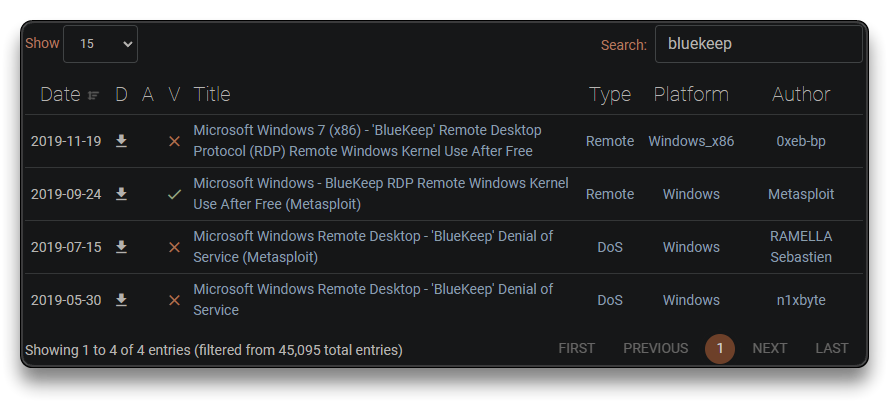 Show 15 Search: bluekeep
Date D A V Title Type Platform Author
2019-11-19 Microsoft Windows 7 (x86) - 'BlueKeep' Remote Desktop Protocol (RDP) Remote Windows Kernel Use After Free Remote Windows_x86 0xeb-bp
2019-09-24 Microsoft Windows - BlueKeep RDP Remote Windows Kernel Use After Free (Metasploit) Remote Windows Metasploit
2019-07-15 Microsoft Windows Remote Desktop - 'BlueKeep' Denial of Service (Metasploit) DoS Windows RAMELLA Sebastien
2019-05-30 Microsoft Windows Remote Desktop - 'BlueKeep' Denial of Service DoS Windows n1xbyte
Showing 1 to 4 of 4 entries (filtered from 45,095 total entries) FIRST PREVIOUS 1 NEXT LAST